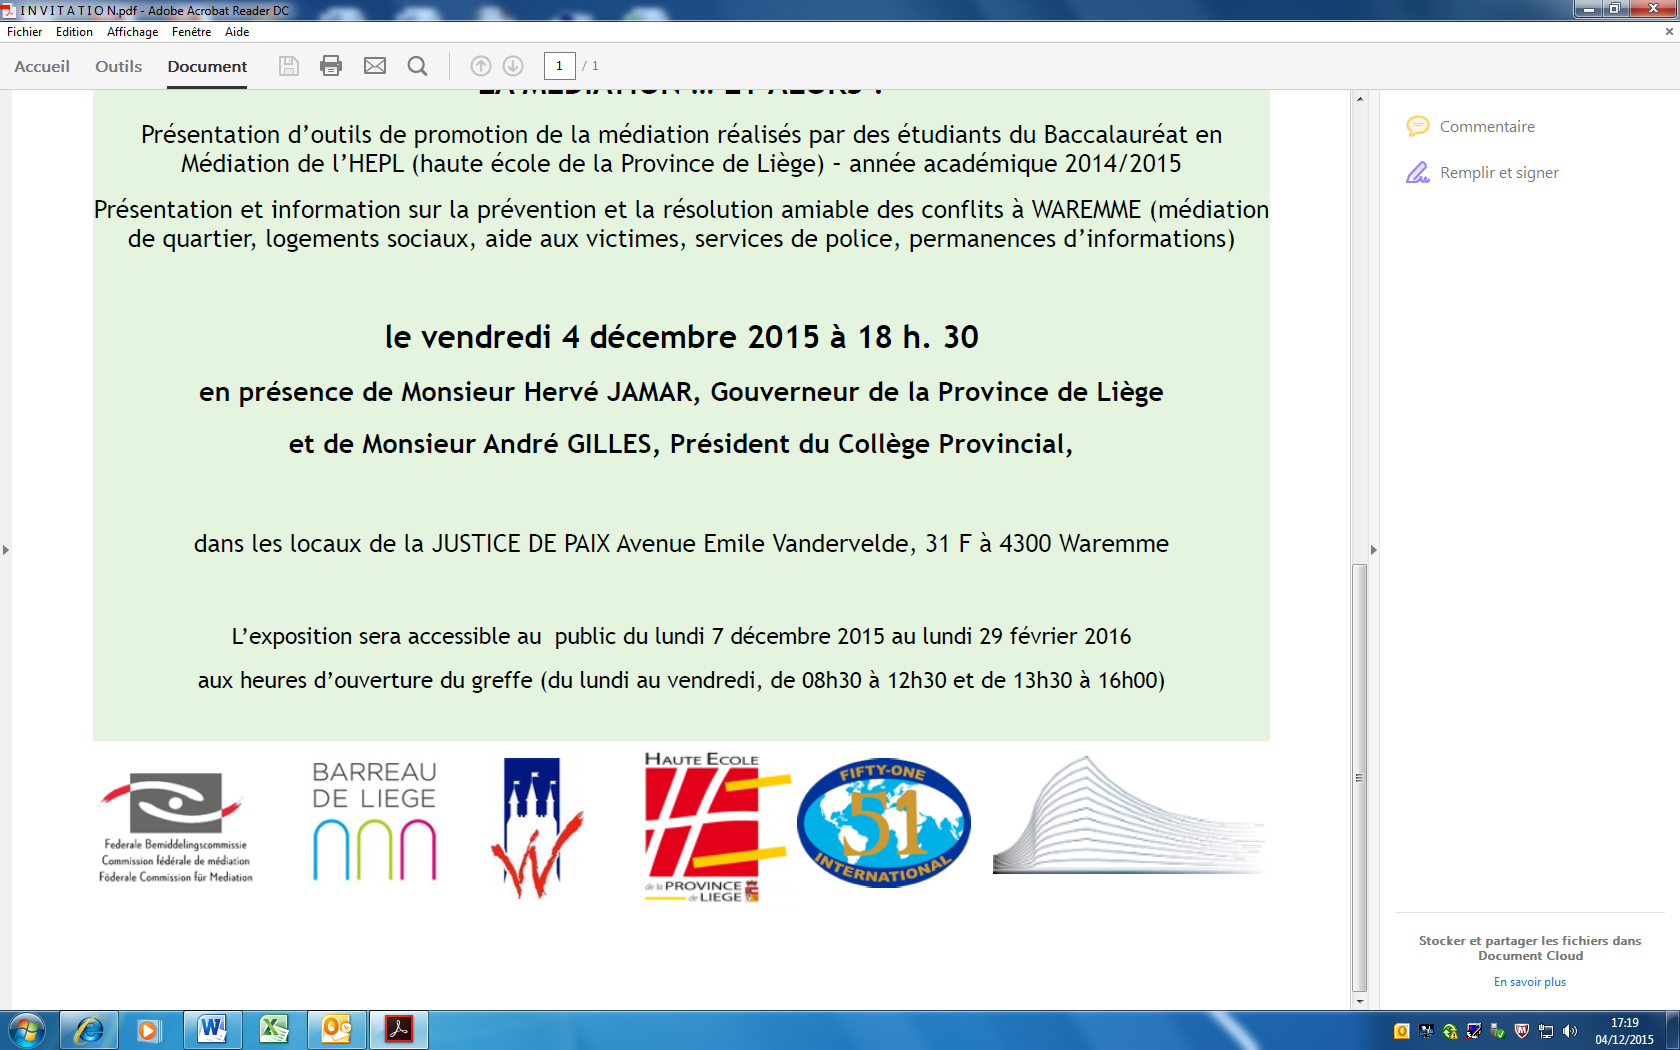 I N V I T A T I O N.pdf - Adobe Acrobat Reader DC
Fichier Edition Affichage Fenêtre Aide
Accueil Outils Document 1 / 1
LA MEDIATION ... ET ALORS ?
Présentation d’outils de promotion de la médiation réalisés par des étudiants du Baccalauréat en
Médiation de l’HEPL (haute école de la Province de Liège) – année académique 2014/2015
Présentation et information sur la prévention et la résolution amiable des conflits à WAREMME (médiation
de quartier, logements sociaux, aide aux victimes, services de police, permanences d’informations)
le vendredi 4 décembre 2015 à 18 h. 30
en présence de Monsieur Hervé JAMAR, Gouverneur de la Province de Liège
et de Monsieur André GILLES, Président du Collège Provincial,
dans les locaux de la JUSTICE DE PAIX Avenue Emile Vandervelde, 31 F à 4300 Waremme
L’exposition sera accessible au  public du lundi 7 décembre 2015 au lundi 29 février 2016
aux heures d’ouverture du greffe (du lundi au vendredi, de 08h30 à 12h30 et de 13h30 à 16h00)
Federale Bemiddelingscommissie
Commission fédérale de médiation
Föderale Commission für Mediation
BARREAU
DE LIEGE
W
HAUTE ECOLE
de la PROVINCE
de LIEGE
FIFTY-ONE
51
INTERNATIONAL
Commentaire
Remplir et signer
Stocker et partager les fichiers dans
Document Cloud
En savoir plus
17:19
04/12/2015